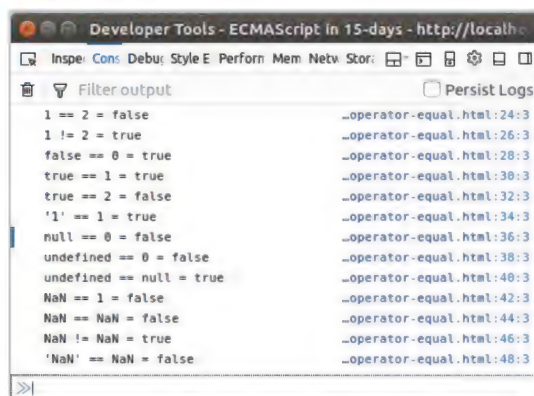 Developer Tools - ECMAScript in 15-days - http://localho
Inspe Cons Debug Style E Perforn Mem Netw Stor
Filter output Persist Logs
1 == 2 = false …operator-equal.html:24:3
1 != 2 = true …operator-equal.html:26:3
false == 0 = true …operator-equal.html:28:3
true == 1 = true …operator-equal.html:30:3
true == 2 = false …operator-equal.html:32:3
'1' == 1 = true …operator-equal.html:34:3
null == 0 = false …operator-equal.html:36:3
undefined == 0 = false …operator-equal.html:38:3
undefined == null = true …operator-equal.html:40:3
NaN == 1 = false …operator-equal.html:42:3
NaN == NaN = false …operator-equal.html:44:3
NaN != NaN = true …operator-equal.html:46:3
'NaN' == NaN = false …operator-equal.html:48:3